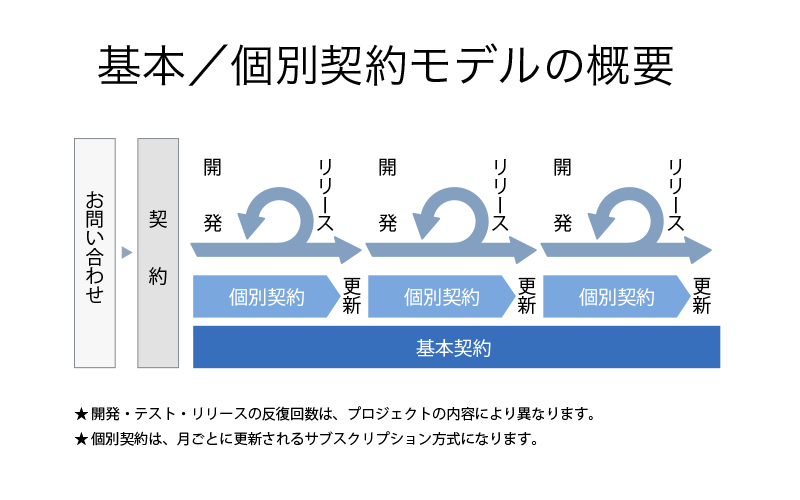 基本／個別契約モデルの概要
お問い合わせ
契約
開発
リリース
開発
リリース
開発
リリース
個別契約
更新
個別契約
更新
個別契約
更新
基本契約
★開発・テスト・リリースの反復回数は、プロジェクトの内容により異なります。
★個別契約は、月ごとに更新されるサブスクリプション方式になります。